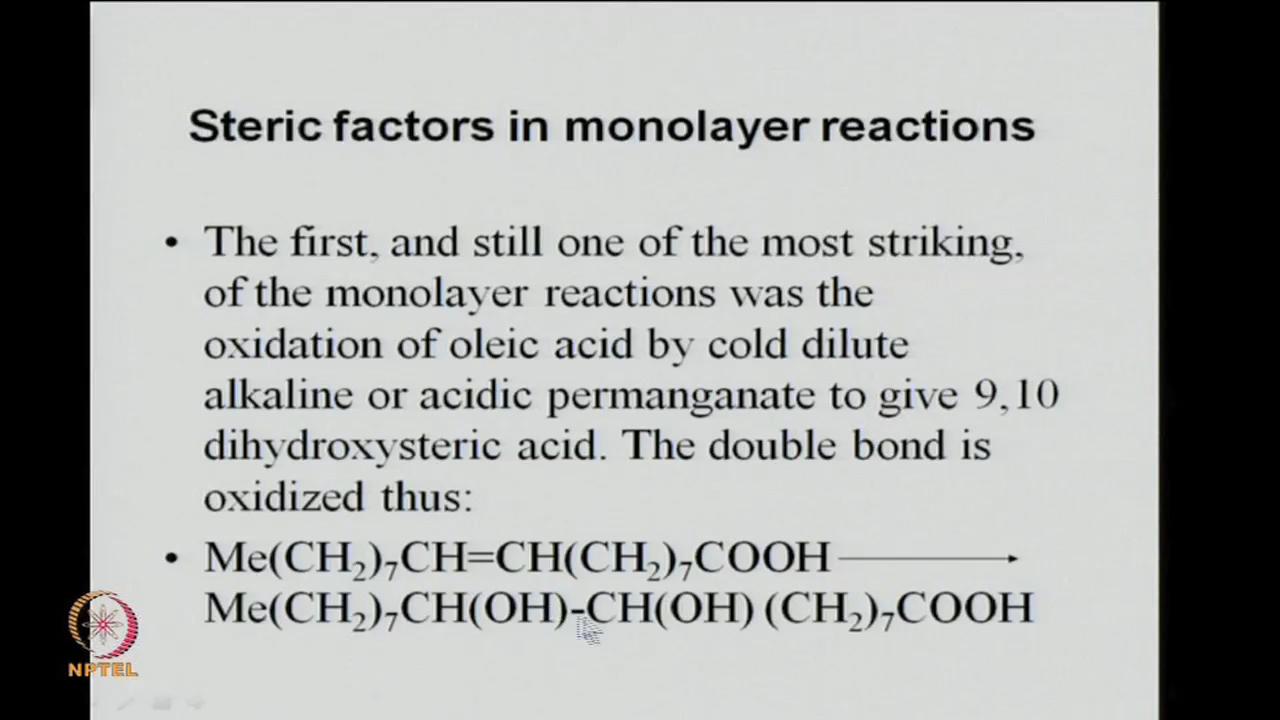 Steric factors in monolayer reactions
• The first, and still one of the most striking,
of the monolayer reactions was the
oxidation of oleic acid by cold dilute
alkaline or acidic permanganate to give 9,10
dihydroxysteric acid. The double bond is
oxidized thus:
• Me(CH₂)₇CH=CH(CH₂)₇COOH ⟶
Me(CH₂)₇CH(OH)-CH(OH) (CH₂)₇COOH
NPTEL